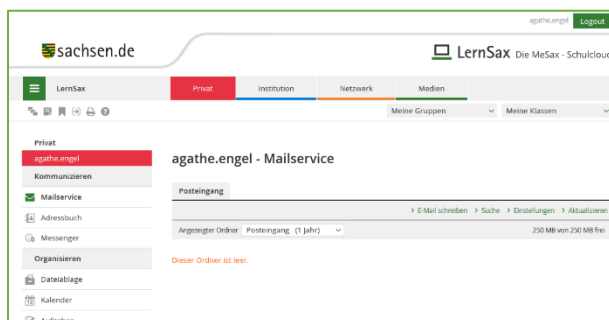 agathe.engel Logout
sachsen.de
LernSax Die MeSax - Schulcloud
LernSax Privat Institution Netzwerk Medien
Meine Gruppen Meine Klassen
Privat
agathe.engel
Kommunizieren
Mailservice
Adressbuch
Messenger
Organisieren
Dateiablage
Kalender
Aufgaben
agathe.engel - Mailservice
Posteingang
> E-Mail schreiben > Suche > Einstellungen > Aktualisieren
Angezeigter Ordner Posteingang (1 Jahr) 250 MB von 250 MB frei
Dieser Ordner ist leer.